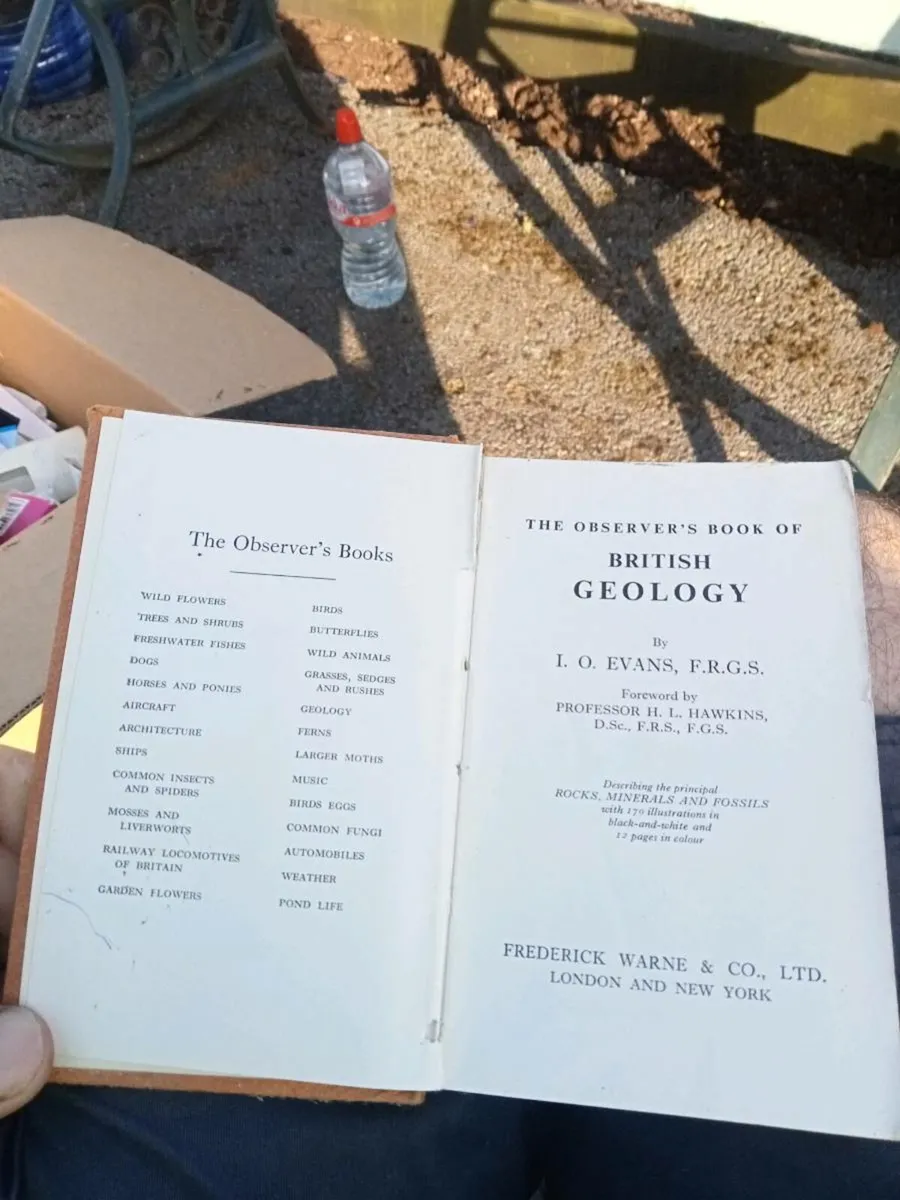 The Observer's Books
WILD FLOWERS
TREES AND SHRUBS
FRESHWATER FISHES
DOGS
HORSES AND PONIES
AIRCRAFT
ARCHITECTURE
SHIPS
COMMON INSECTS
AND SPIDERS
MOSSES AND
LIVERWORTS
RAILWAY LOCOMOTIVES
OF BRITAIN
GARDEN FLOWERS
BIRDS
BUTTERFLIES
WILD ANIMALS
GRASSES, SEDGES
AND RUSHES
GEOLOGY
FERNS
LARGER MOTHS
MUSIC
BIRDS EGGS
COMMON FUNGI
AUTOMOBILES
WEATHER
POND LIFE
THE OBSERVER'S BOOK OF
BRITISH
GEOLOGY
By
I. O. EVANS, F.R.G.S.
Foreword by
PROFESSOR H. L. HAWKINS,
D.Sc., F.R.S., F.G.S.
Describing the principal
ROCKS, MINERALS AND FOSSILS
with 170 illustrations in
black-and-white and
12 pages in colour
FREDERICK WARNE & CO., LTD.
LONDON AND NEW YORK